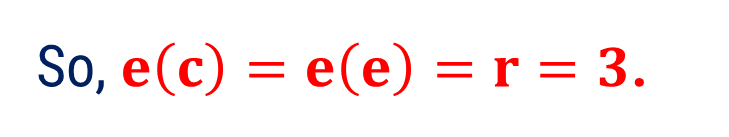 So, e(c) = e(e) = r = 3.